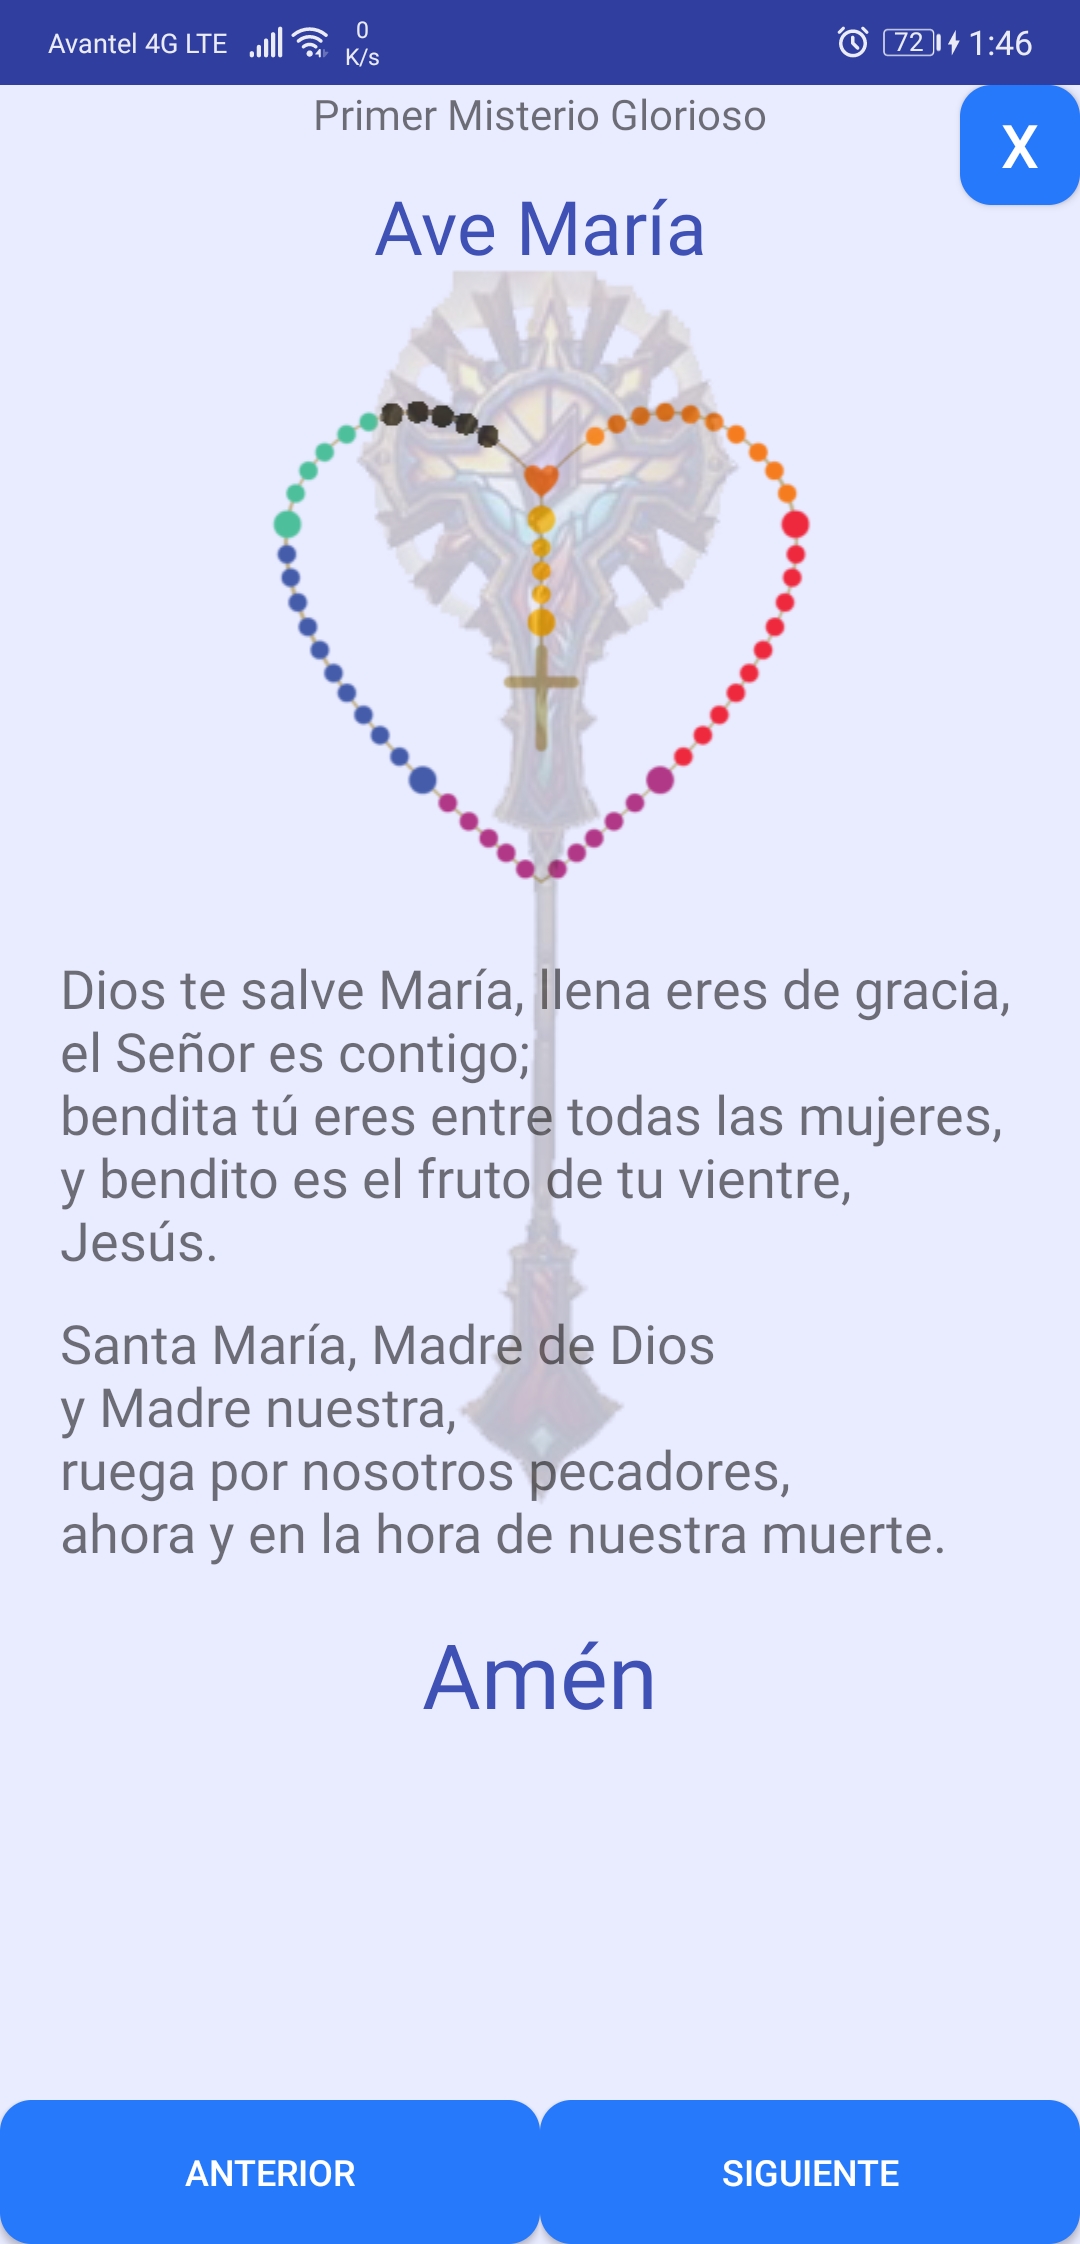 Avantel 4G LTE 0 K/s 72 1:46
Primer Misterio Glorioso
X
Ave María
Dios te salve María, llena eres de gracia,
el Señor es contigo;
bendita tú eres entre todas las mujeres,
y bendito es el fruto de tu vientre,
Jesús.
Santa María, Madre de Dios
y Madre nuestra,
ruega por nosotros pecadores,
ahora y en la hora de nuestra muerte.
Amén
ANTERIOR SIGUIENTE